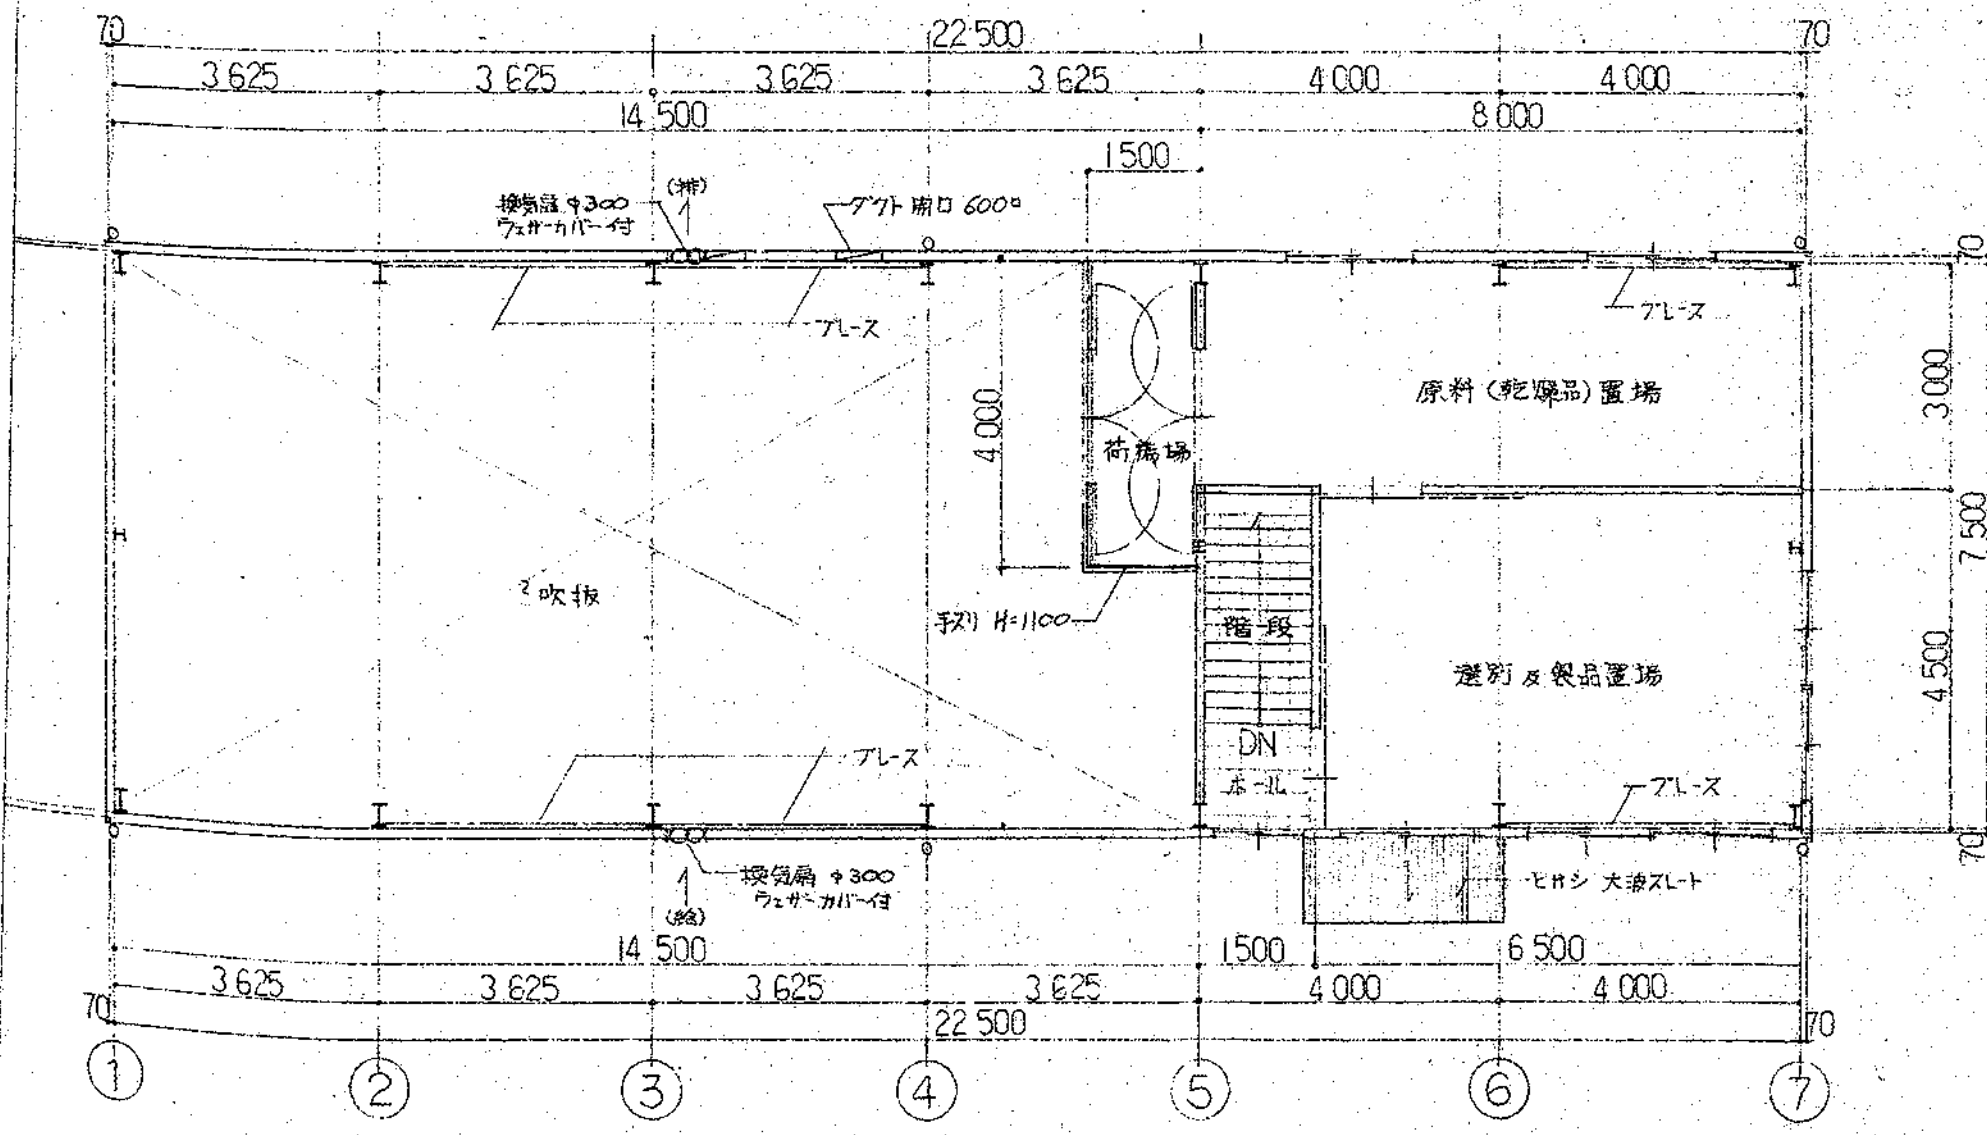 70 22 500 70
3 625 3 625 3 625 3 625 4 000 4 000
14 500 8 000
1 500
(排)
換気扇 φ300
ウェザーカバー付
ダクト開口 600□
70
ブレース
ブレース
3 000
原料(乾燥品)置場
4 000
7 500
吹抜
手スリ H=1100
階段
選別及製品置場
4 500
DN
ホール
ブレース
ブレース
70
換気扇 φ300
ウェザーカバー付
(給)
ヒサシ 大波スレート
14 500 1 500 6 500
3 625 3 625 3 625 3 625 4 000 4 000
70 22 500 70
1 2 3 4 5 6 7